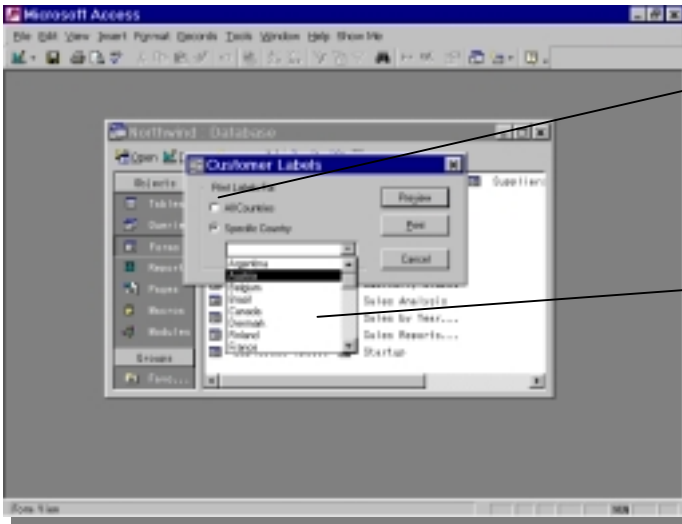 Microsoft Access
File Edit View Insert Format Records Tools Window Help Show Me
Northwind : Database
Open
Customer Labels
Objects
Print Labels For
Suppliers
Tables
All Countries
Preview
Queries
Specific Country
Print
Forms
Reports
Argentina
Cancel
Pages
Austria
Belgium
Macros
Brazil
Sales Analysis
Modules
Canada
Sales by Year...
Denmark
Sales Reports...
Finland
Startup
Groups
France
Favo...
Form View
NUM